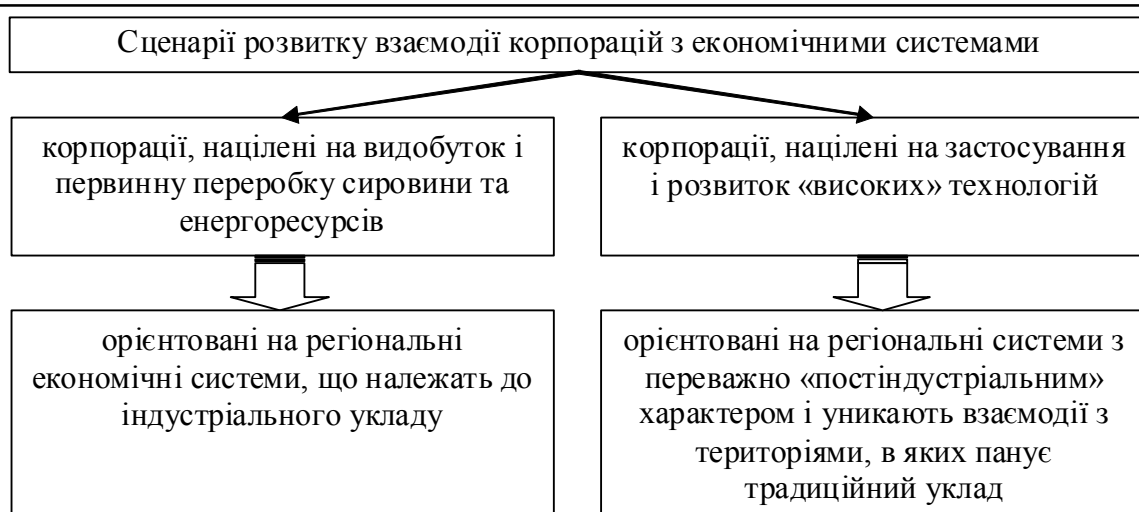 Сценарії розвитку взаємодії корпорацій з економічними системами
корпорації, націлені на видобуток і
первинну переробку сировини та
енергоресурсів
корпорації, націлені на застосування
і розвиток «високих» технологій
орієнтовані на регіональні
економічні системи, що належать до
індустріального укладу
орієнтовані на регіональні системи з
переважно «постіндустріальним»
характером і уникають взаємодії з
територіями, в яких панує
традиційний уклад